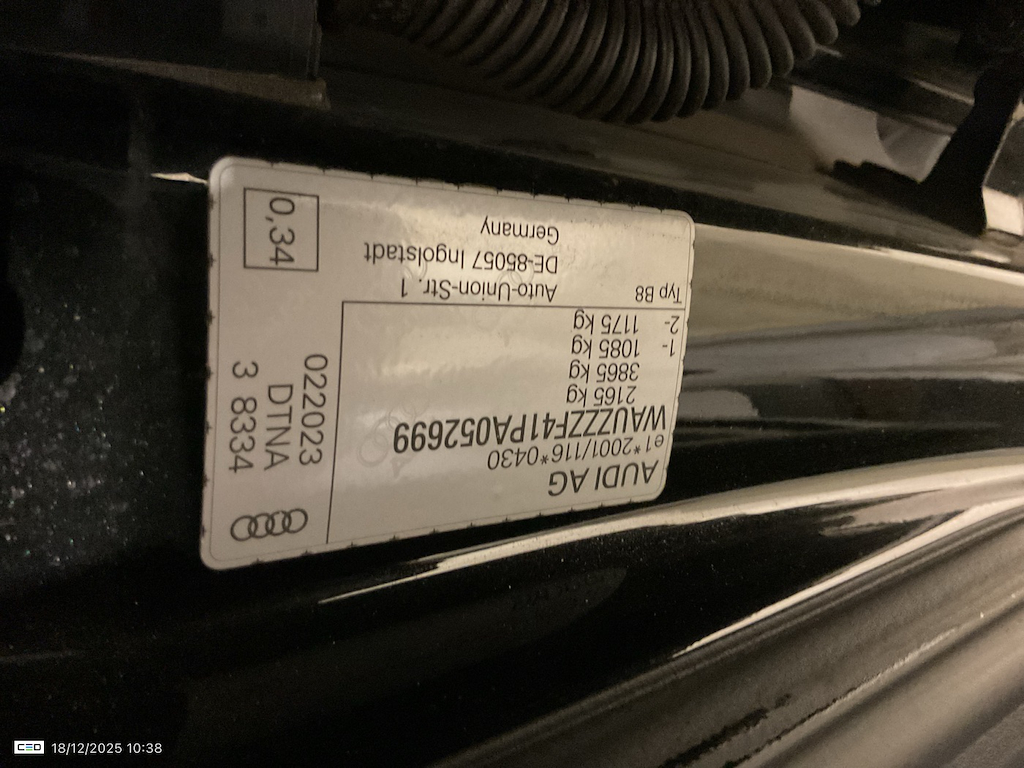 AUDI AG
e1*2001/116*0430
WAUZZZF41PA052699
2165 kg
3865 kg
1- 1085 kg
2- 1175 kg
Typ B8
Auto-Union-Str. 1
DE-85057 Ingolstadt
Germany
022023
DTNA
3 8334
0,34
CEO 18/12/2025 10:38